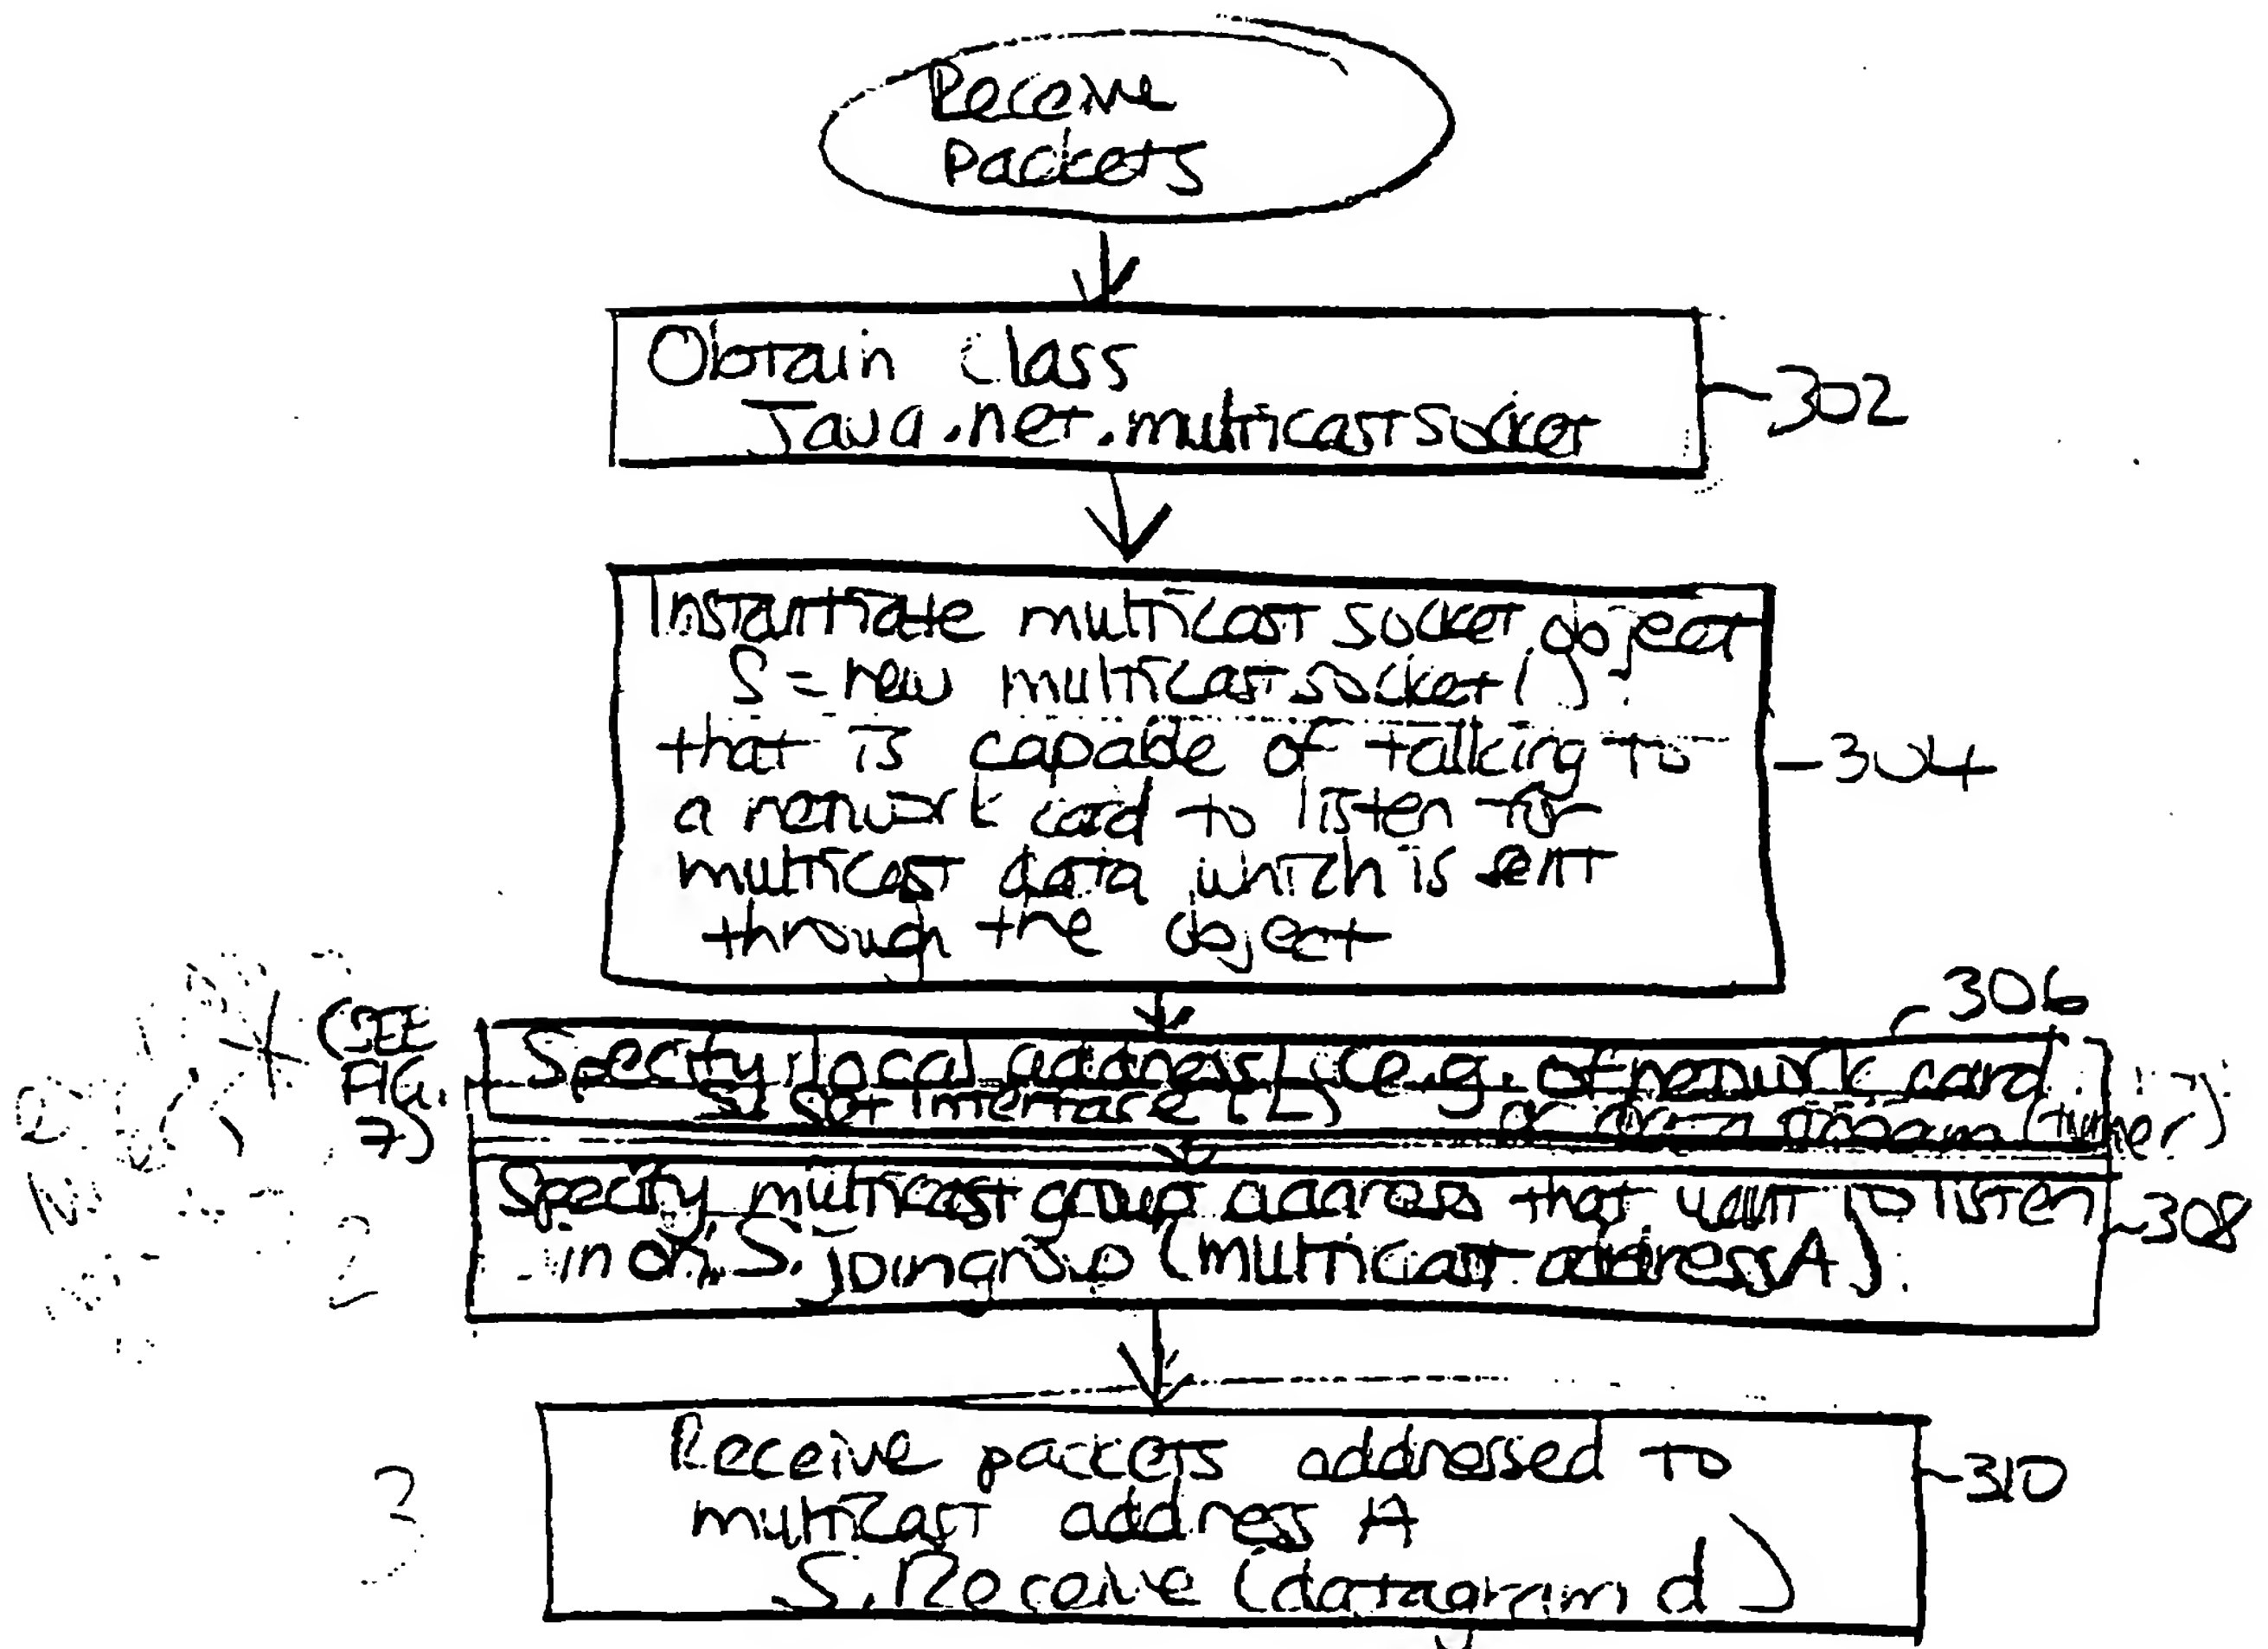 Receive
Packets
Obtain Class
Java.net.multicastsocket
302
Instantiate multicast socket object
S = new multicastsocket()
that is capable of talking to
a network card to listen for
multicast data which is sent
through the object
304
306
* (SEE
FIG.
7)
Specify local address L (e.g. of network card
S. Set Interface (L) or (tuner)
Specify multicast group address that want to listen
in on S. joingroup (multicast address A)
308
2
3
Receive packets addressed to
multicast address A
S. Receive (datagram d)
310